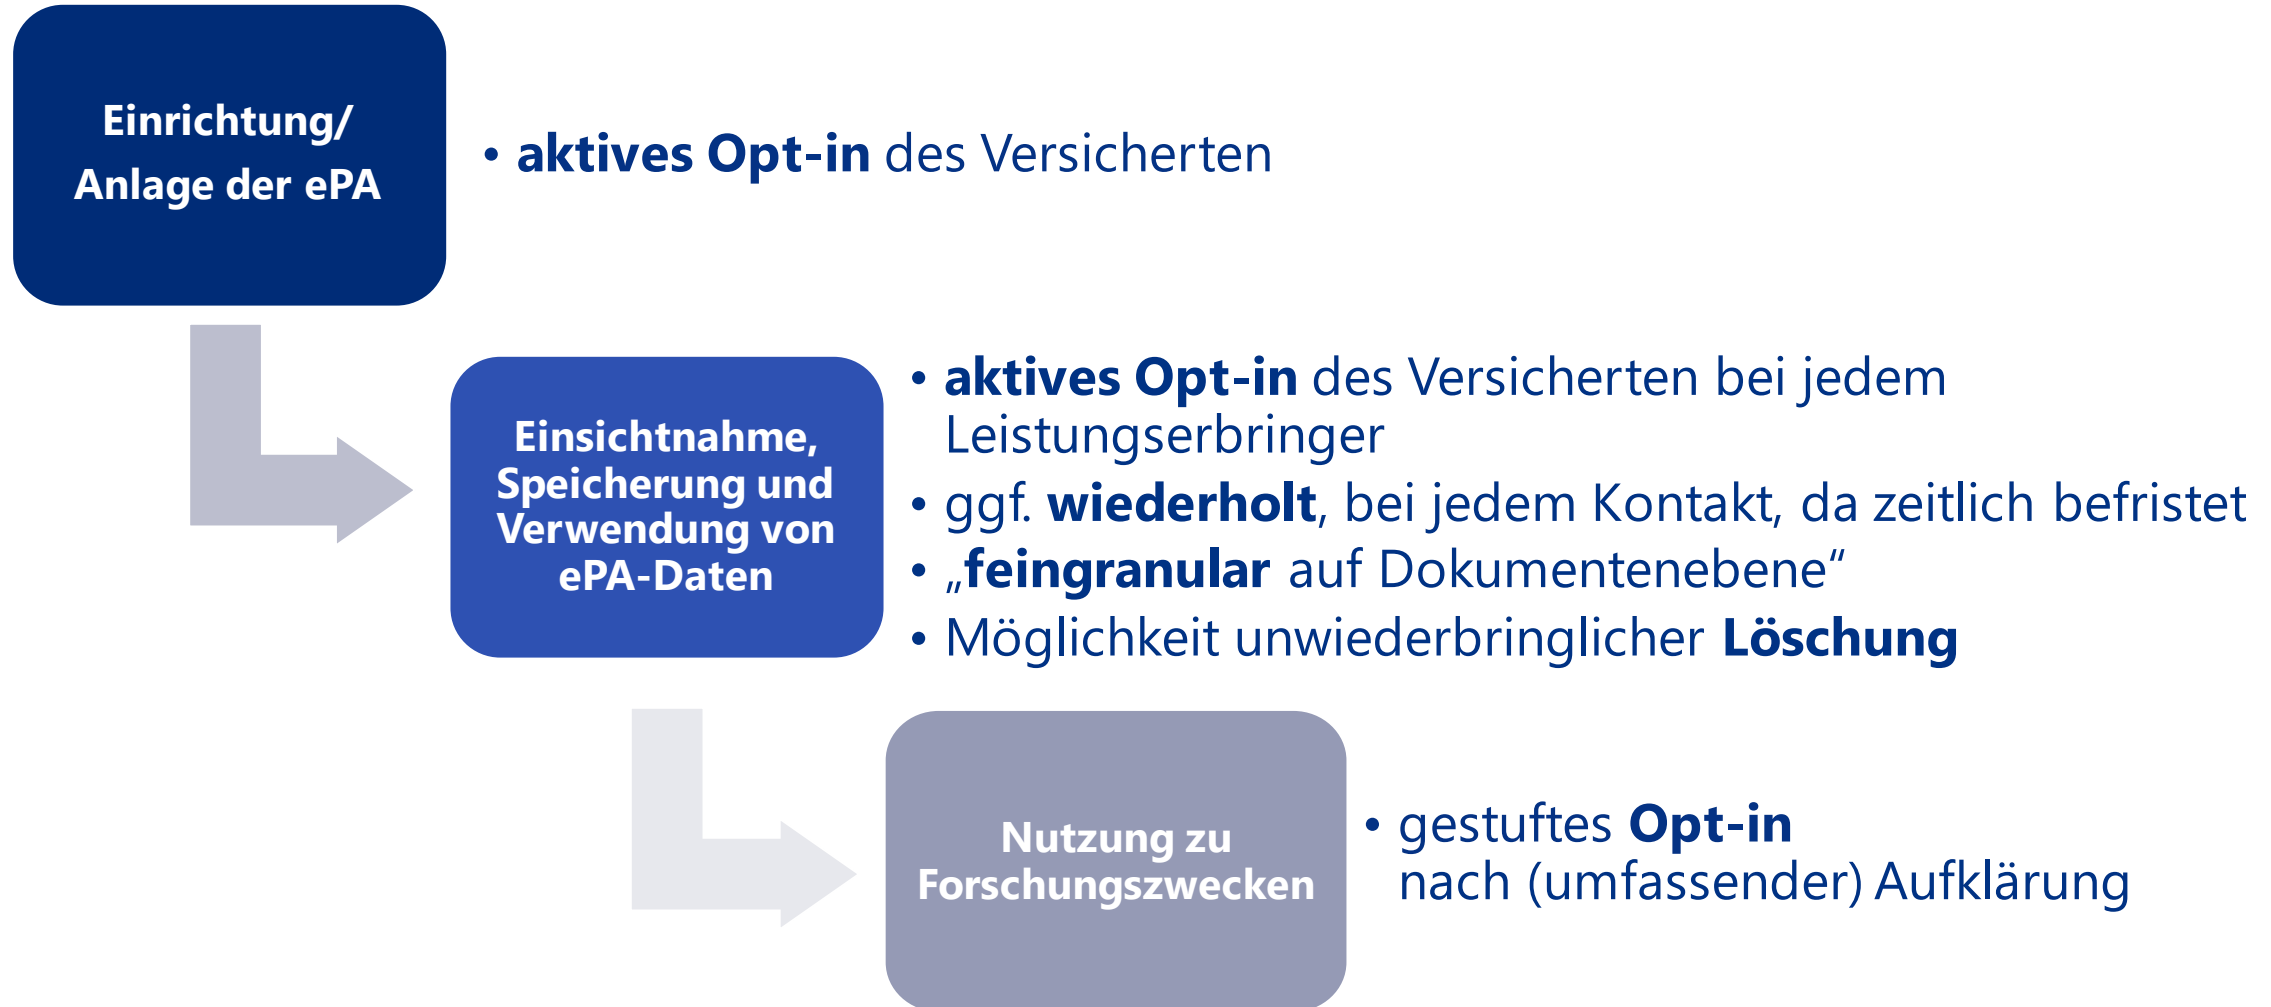 Einrichtung/
Anlage der ePA
• aktives Opt-in des Versicherten
Einsichtnahme,
Speicherung und
Verwendung von
ePA-Daten
• aktives Opt-in des Versicherten bei jedem
Leistungserbringer
• ggf. wiederholt, bei jedem Kontakt, da zeitlich befristet
• „feingranular auf Dokumentenebene“
• Möglichkeit unwiederbringlicher Löschung
Nutzung zu
Forschungszwecken
• gestuftes Opt-in
nach (umfassender) Aufklärung